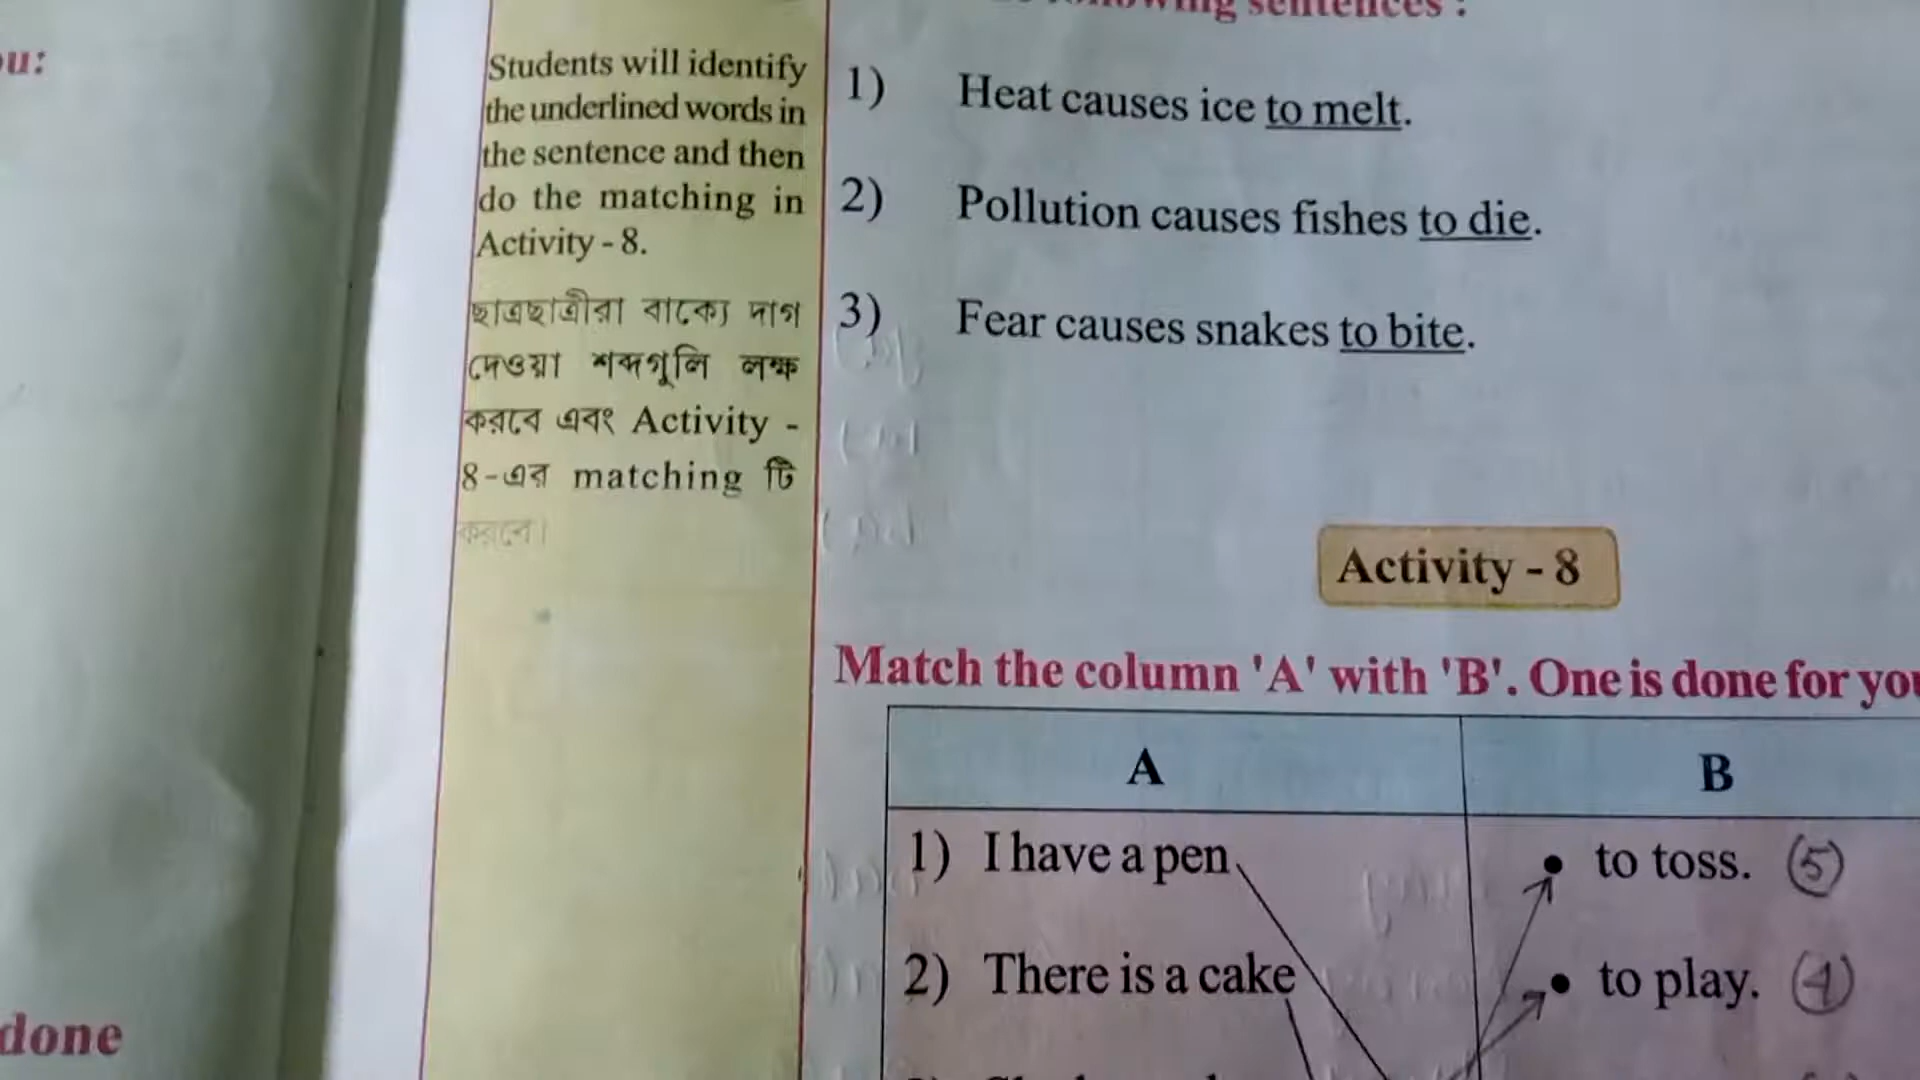 ou:
done
Students will identify
the underlined words in
the sentence and then
do the matching in
Activity - 8.
ছাত্রছাত্রীরা বাক্যে দাগ
দেওয়া শব্দগুলি লক্ষ
করবে এবং Activity -
8-এর matching টি
করবে।
following sentences :
1) Heat causes ice to melt.
2) Pollution causes fishes to die.
3) Fear causes snakes to bite.
Activity - 8
Match the column 'A' with 'B'. One is done for you
A B
1) I have a pen • to toss. (5)
2) There is a cake • to play. (4)